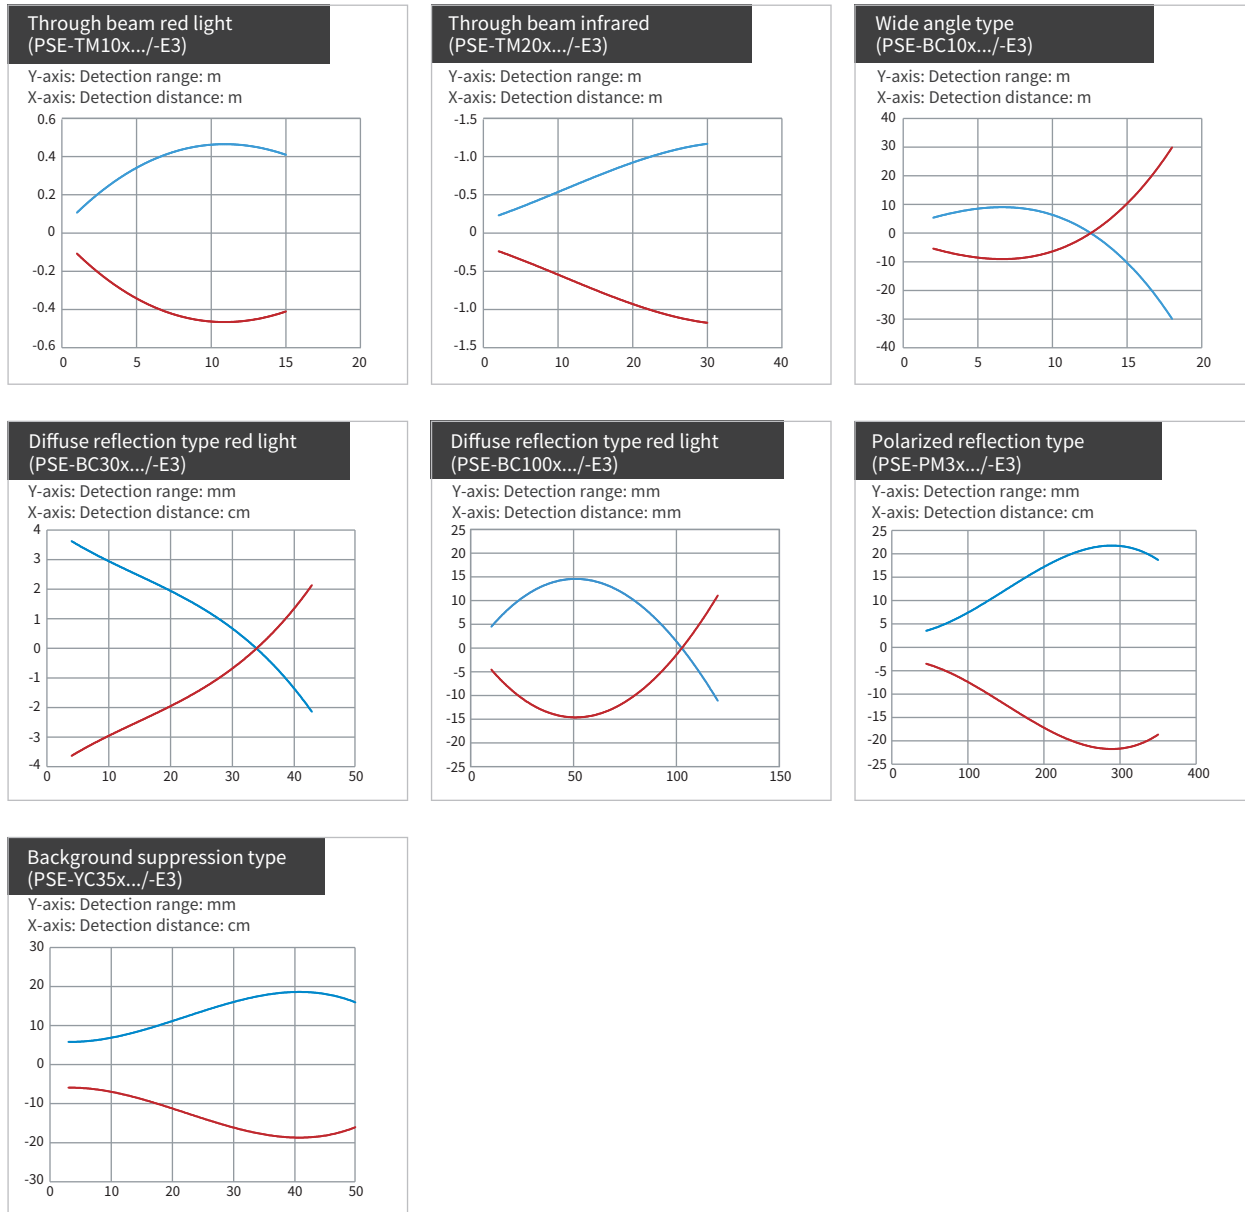 Through beam red light
(PSE-TM10x.../-E3)
Y-axis: Detection range: m
X-axis: Detection distance: m
0.6
0.4
0.2
0
-0.2
-0.4
-0.6
0 5 10 15 20
Through beam infrared
(PSE-TM20x.../-E3)
Y-axis: Detection range: m
X-axis: Detection distance: m
-1.5
-1.0
-0.5
0
-0.5
-1.0
-1.5
0 10 20 30 40
Wide angle type
(PSE-BC10x.../-E3)
Y-axis: Detection range: m
X-axis: Detection distance: m
40
30
20
10
0
-10
-20
-30
-40
0 5 10 15 20
Diffuse reflection type red light
(PSE-BC30x.../-E3)
Y-axis: Detection range: mm
X-axis: Detection distance: cm
4
3
2
1
0
-1
-2
-3
-4
0 10 20 30 40 50
Diffuse reflection type red light
(PSE-BC100x.../-E3)
Y-axis: Detection range: mm
X-axis: Detection distance: mm
25
20
15
10
5
0
-5
-10
-15
-20
-25
0 50 100 150
Polarized reflection type
(PSE-PM3x.../-E3)
Y-axis: Detection range: mm
X-axis: Detection distance: cm
25
20
15
10
5
0
-5
-10
-15
-20
-25
0 100 200 300 400
Background suppression type
(PSE-YC35x.../-E3)
Y-axis: Detection range: mm
X-axis: Detection distance: cm
30
20
10
0
-10
-20
-30
0 10 20 30 40 50